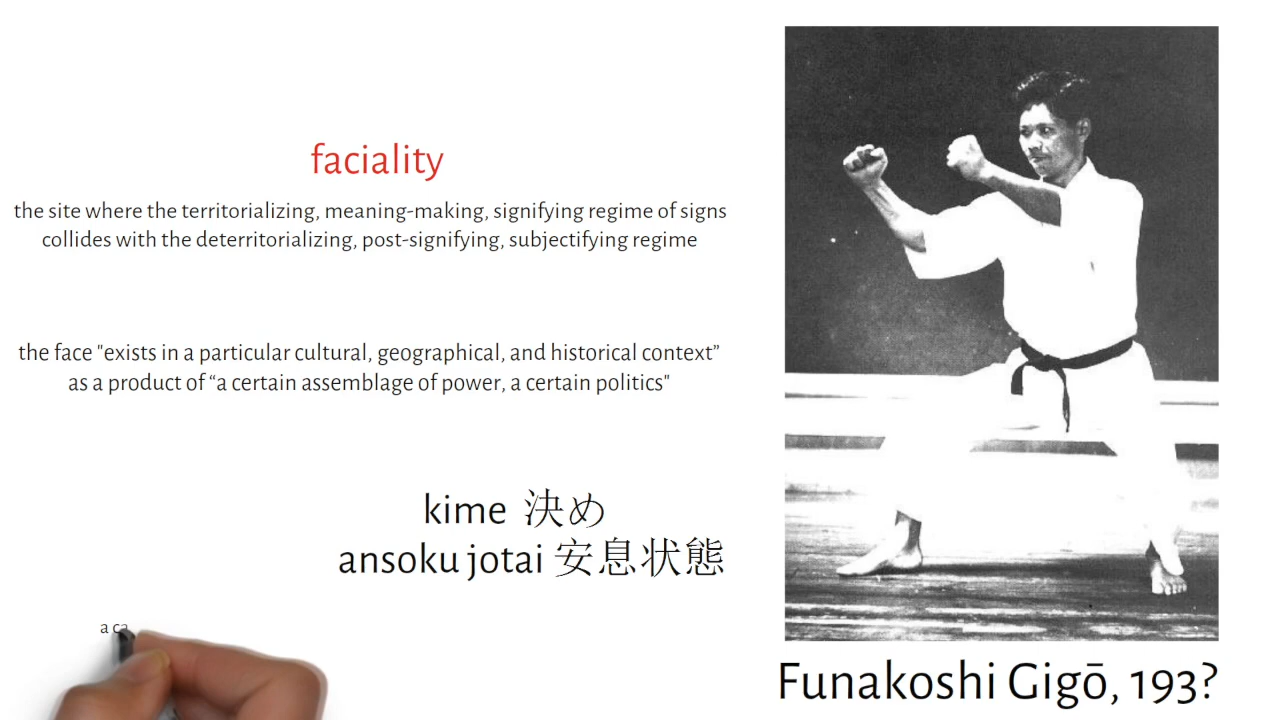 faciality
the site where the territorializing, meaning-making, signifying regime of signs
collides with the deterritorializing, post-signifying, subjectifying regime
the face "exists in a particular cultural, geographical, and historical context”
as a product of “a certain assemblage of power, a certain politics"
kime 決め
ansoku jotai 安息状態
a ca
Funakoshi Gigō, 193?